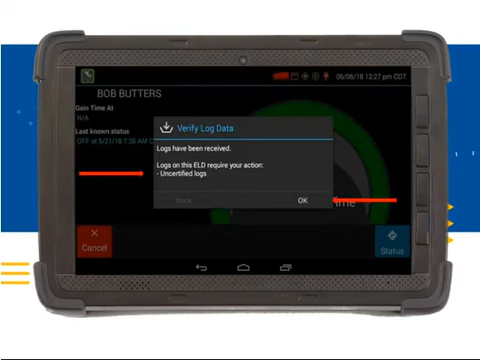 06/06/18 12:27 pm CDT
BOB BUTTERS
Gain Time At
N/A
Last known status
OFF at 5/21/18 7:35 AM C
Verify Log Data
Logs have been received.
Logs on this ELD require your action:
- Uncertified logs
OK
Cancel
Status